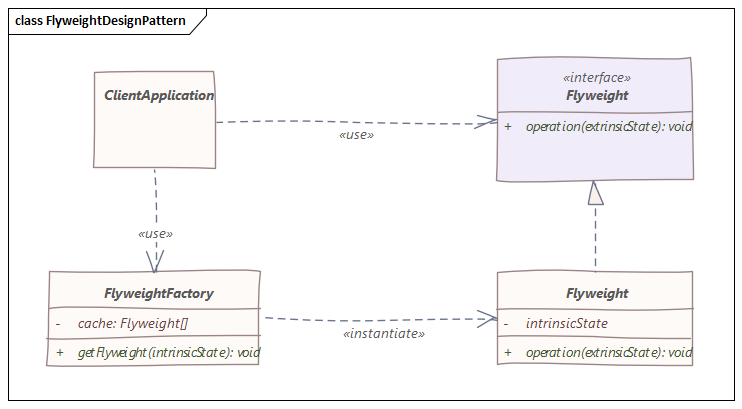 class FlyweightDesignPattern
ClientApplication
«interface»
Flyweight
+ operation(extrinsicState): void
«use»
«use»
FlyweightFactory
- cache: Flyweight[]
+ getFlyweight(intrinsicState): void
«instantiate»
Flyweight
- intrinsicState
+ operation(extrinsicState): void